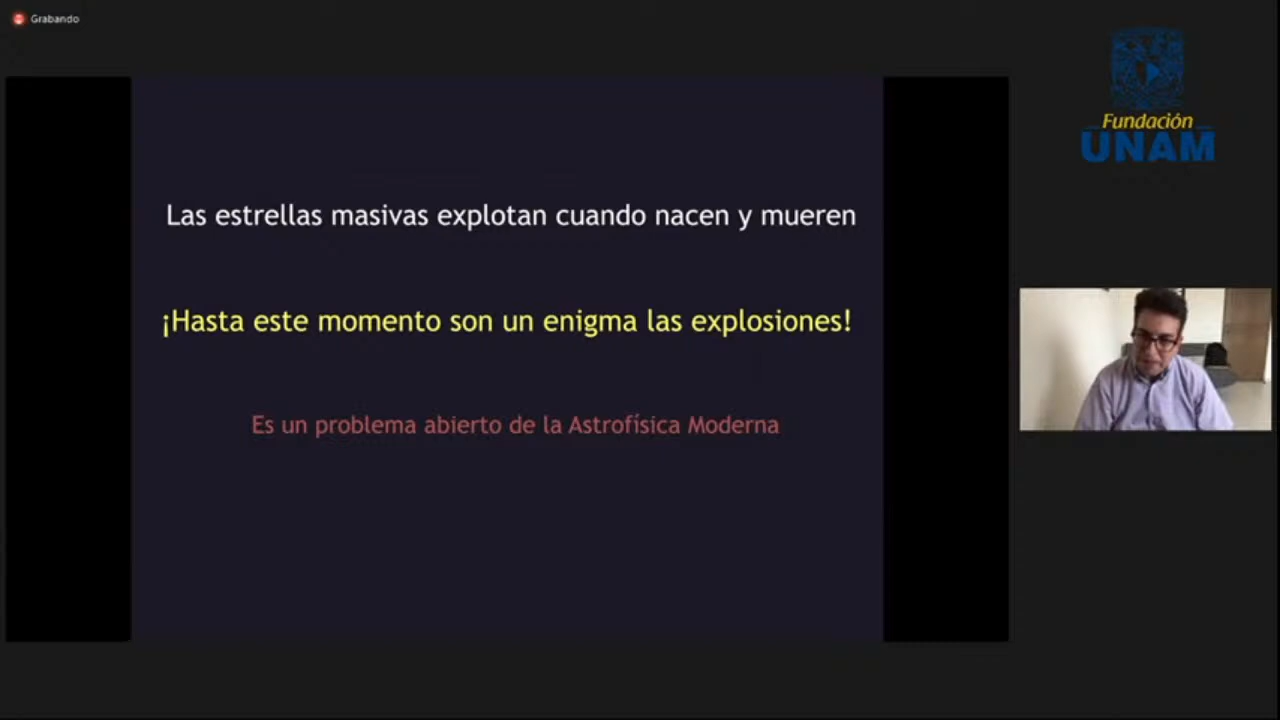 Grabando
Fundación
UNAM
Las estrellas masivas explotan cuando nacen y mueren
¡Hasta este momento son un enigma las explosiones!
Es un problema abierto de la Astrofísica Moderna